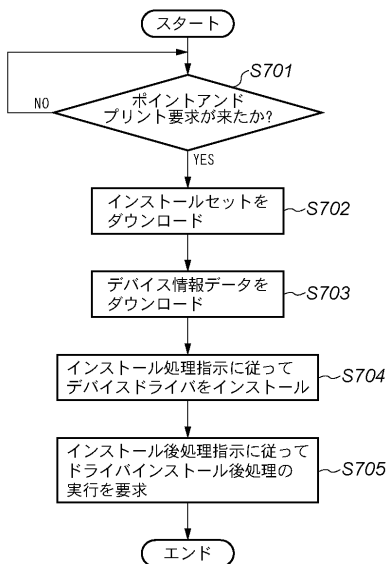 スタート
S701
ポイントアンド
プリント要求が来たか?
NO
YES
インストールセットを
ダウンロード
S702
デバイス情報データを
ダウンロード
S703
インストール処理指示に従って
デバイスドライバをインストール
S704
インストール後処理指示に従って
ドライバインストール後処理の
実行を要求
S705
エンド